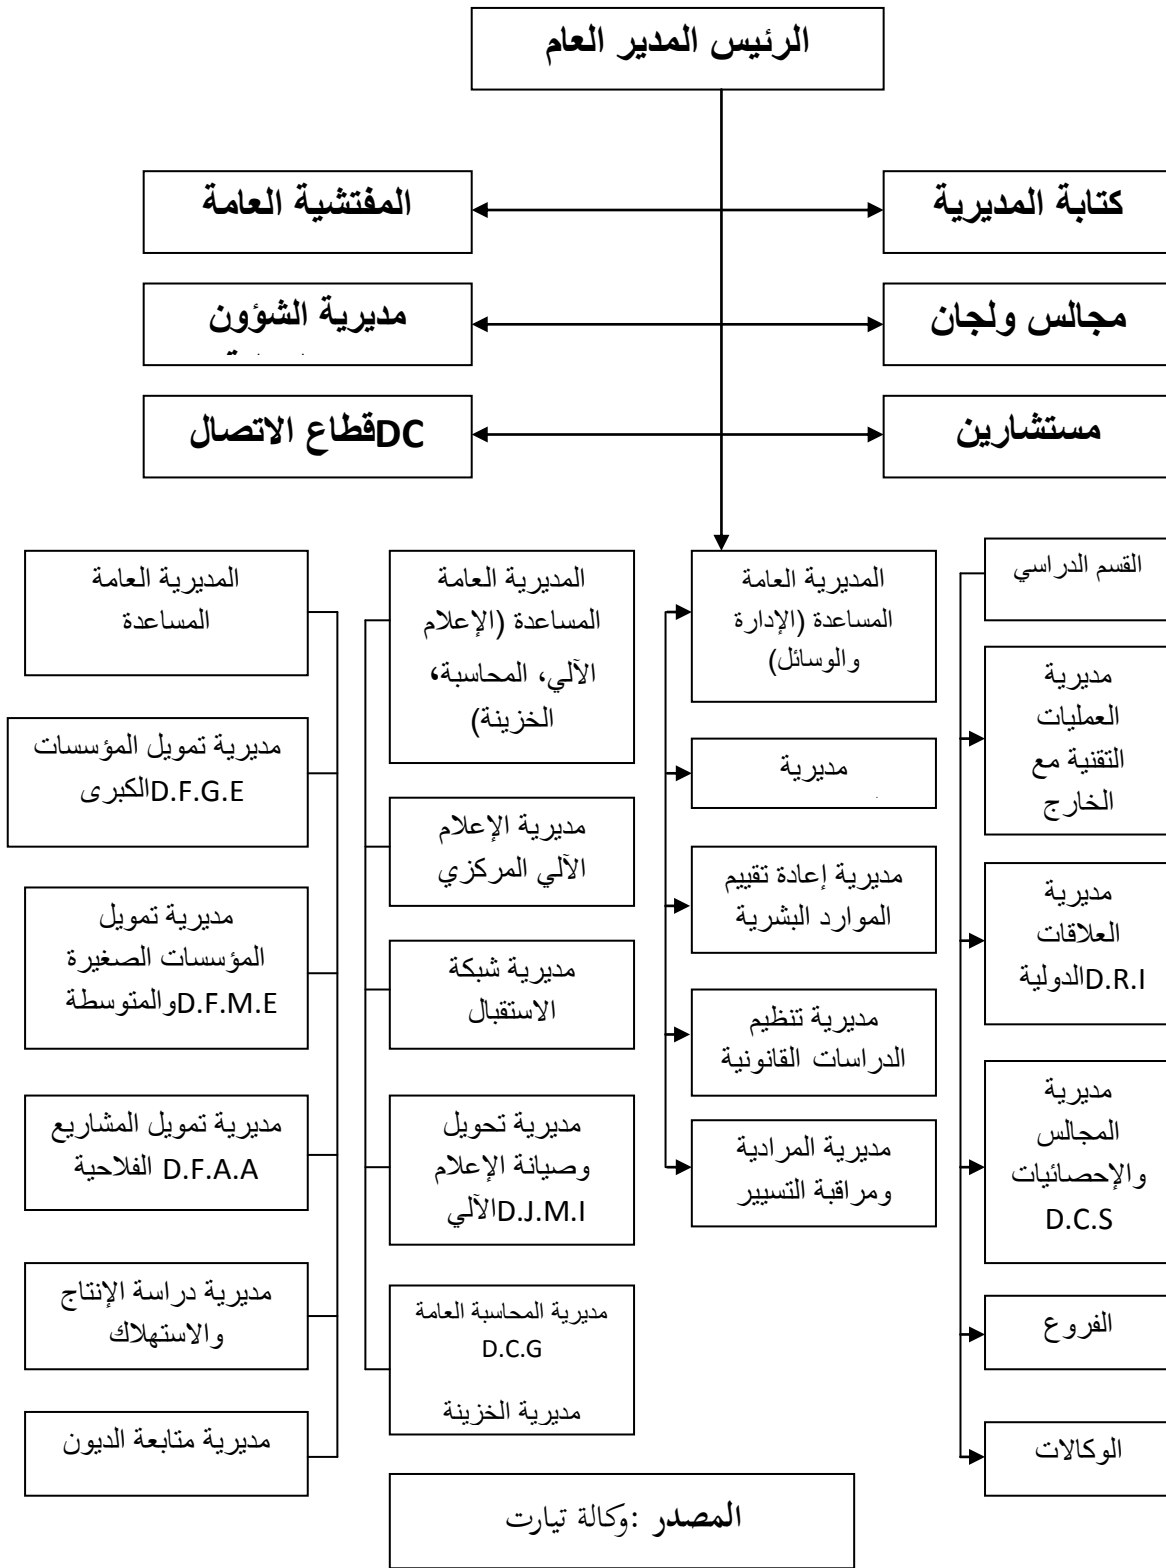 الرئيس المدير العام
كتابة المديرية
المفتشية العامة
مجالس ولجان
مديرية الشؤون
مستشارين
DCقطاع الاتصال
القسم الدراسي
مديرية
العمليات
التقنية مع
الخارج
مديرية
العلاقات
D.R.Iالدولية
مديرية
المجالس
والإحصائيات
D.C.S
الفروع
الوكالات
المديرية العامة
المساعدة (الإدارة
والوسائل)
مديرية
مديرية إعادة تقييم
الموارد البشرية
مديرية تنظيم
الدراسات القانونية
مديرية المرادية
ومراقبة التسيير
المديرية العامة
المساعدة (الإعلام
الآلي، المحاسبة،
الخزينة)
مديرية الإعلام
الآلي المركزي
مديرية شبكة
الاستقبال
مديرية تحويل
وصيانة الإعلام
D.J.M.Iالآلي
مديرية المحاسبة العامة
D.C.G
مديرية الخزينة
المديرية العامة
المساعدة
مديرية تمويل المؤسسات
D.F.G.Eالكبرى
مديرية تمويل
المؤسسات الصغيرة
D.F.M.Eوالمتوسطة
مديرية تمويل المشاريع
D.F.A.A الفلاحية
مديرية دراسة الإنتاج
والاستهلاك
مديرية متابعة الديون
المصدر :وكالة تيارت